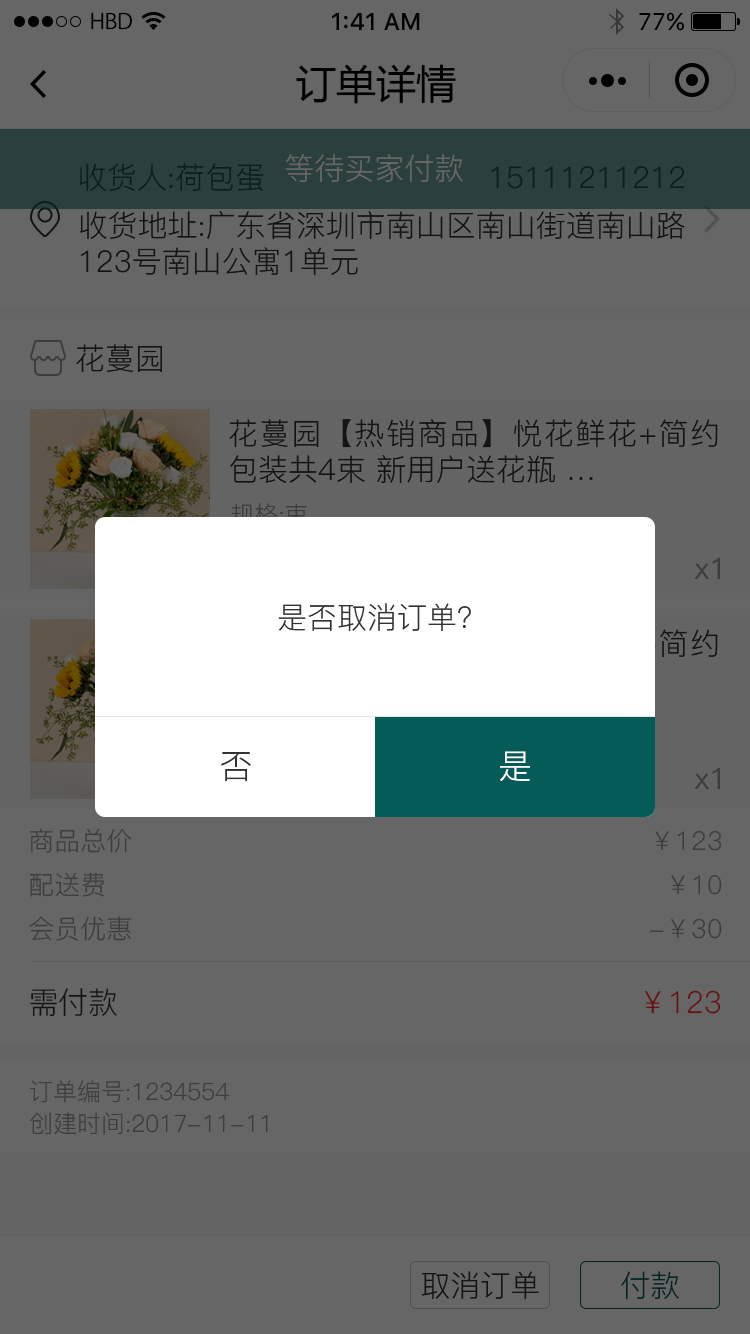 HBD
1:41 AM
77%
订单详情
等待买家付款
收货人:荷包蛋
15111211212
收货地址:广东省深圳市南山区南山街道南山路
123号南山公寓1单元
花蔓园
花蔓园【热销商品】悦花鲜花+简约
包装共4束 新用户送花瓶 ...
规格:束
x1
是否取消订单?
简约
否
是
x1
商品总价
¥123
配送费
¥10
会员优惠
-¥30
需付款
¥123
订单编号:1234554
创建时间:2017-11-11
取消订单
付款